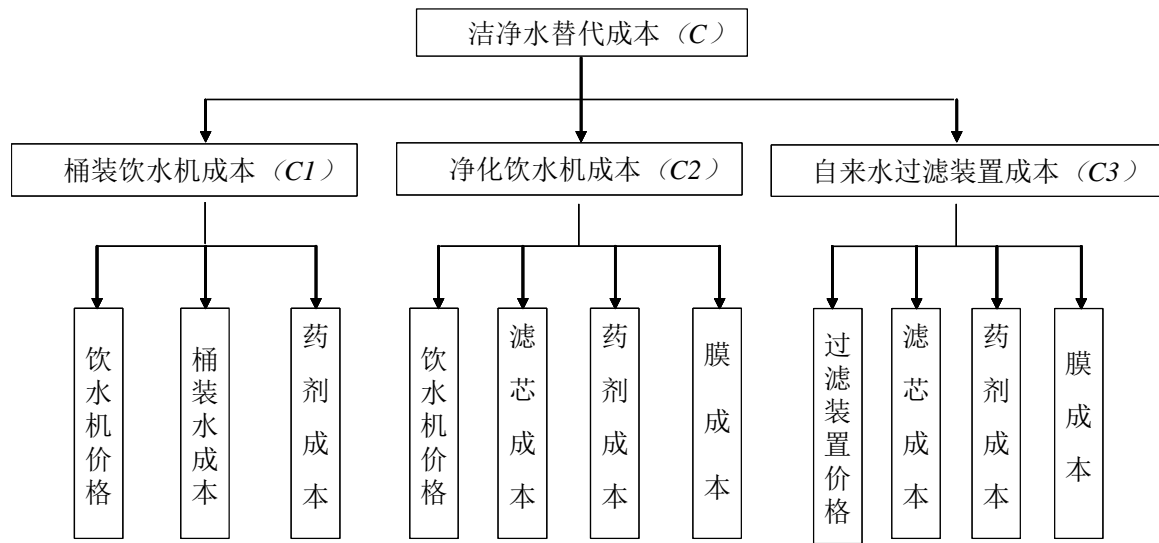 洁净水替代成本（C）
桶装饮水机成本（C1）
净化饮水机成本（C2）
自来水过滤装置成本（C3）
饮水机价格
桶装水成本
药剂成本
饮水机价格
滤芯成本
药剂成本
膜成本
过滤装置价格
滤芯成本
药剂成本
膜成本